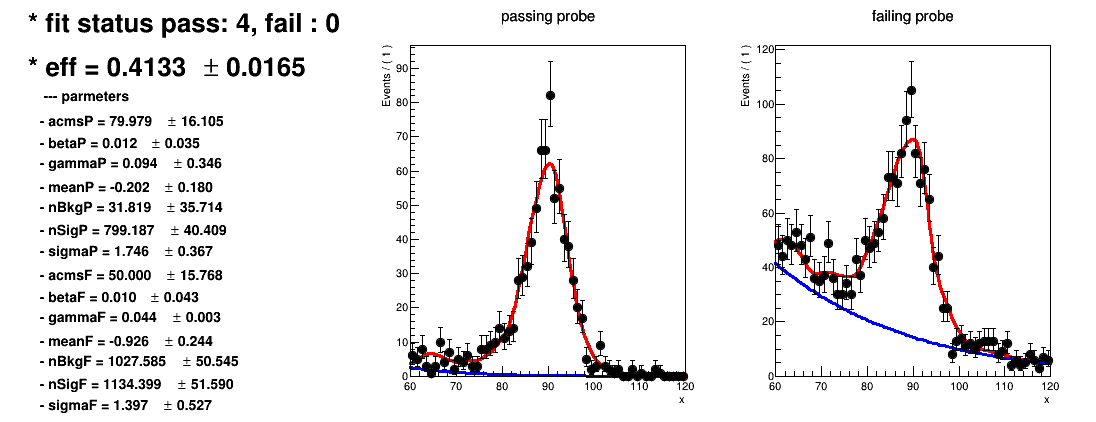 * fit status pass: 4, fail : 0
* eff = 0.4133 ± 0.0165
--- parmeters
- acmsP = 79.979 ± 16.105
- betaP = 0.012 ± 0.035
- gammaP = 0.094 ± 0.346
- meanP = -0.202 ± 0.180
- nBkgP = 31.819 ± 35.714
- nSigP = 799.187 ± 40.409
- sigmaP = 1.746 ± 0.367
- acmsF = 50.000 ± 15.768
- betaF = 0.010 ± 0.043
- gammaF = 0.044 ± 0.003
- meanF = -0.926 ± 0.244
- nBkgF = 1027.585 ± 50.545
- nSigF = 1134.399 ± 51.590
- sigmaF = 1.397 ± 0.527
passing probe
Events / ( 1 )
90
80
70
60
50
40
30
20
10
0
60 70 80 90 100 110 120
x
failing probe
Events / ( 1 )
120
100
80
60
40
20
0
60 70 80 90 100 110 120
x